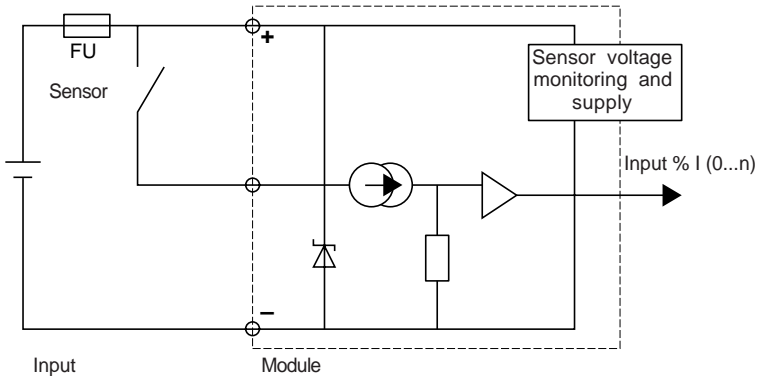 FU
+
Sensor
Sensor voltage
monitoring and
supply
Input % I (0...n)
−
Input
Module